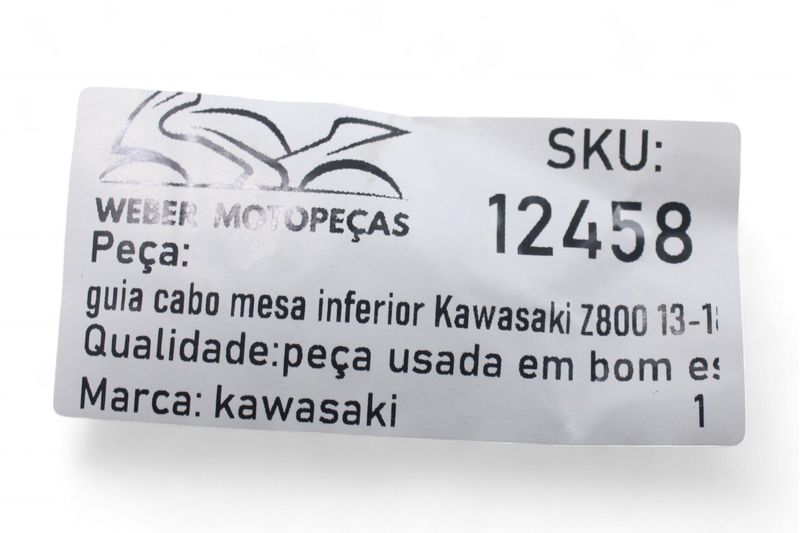 SKU:
12458
WEBER MOTOPEÇAS
Peça:
guia cabo mesa inferior Kawasaki Z800 13-1
Qualidade:peça usada em bom es
Marca: kawasaki
1